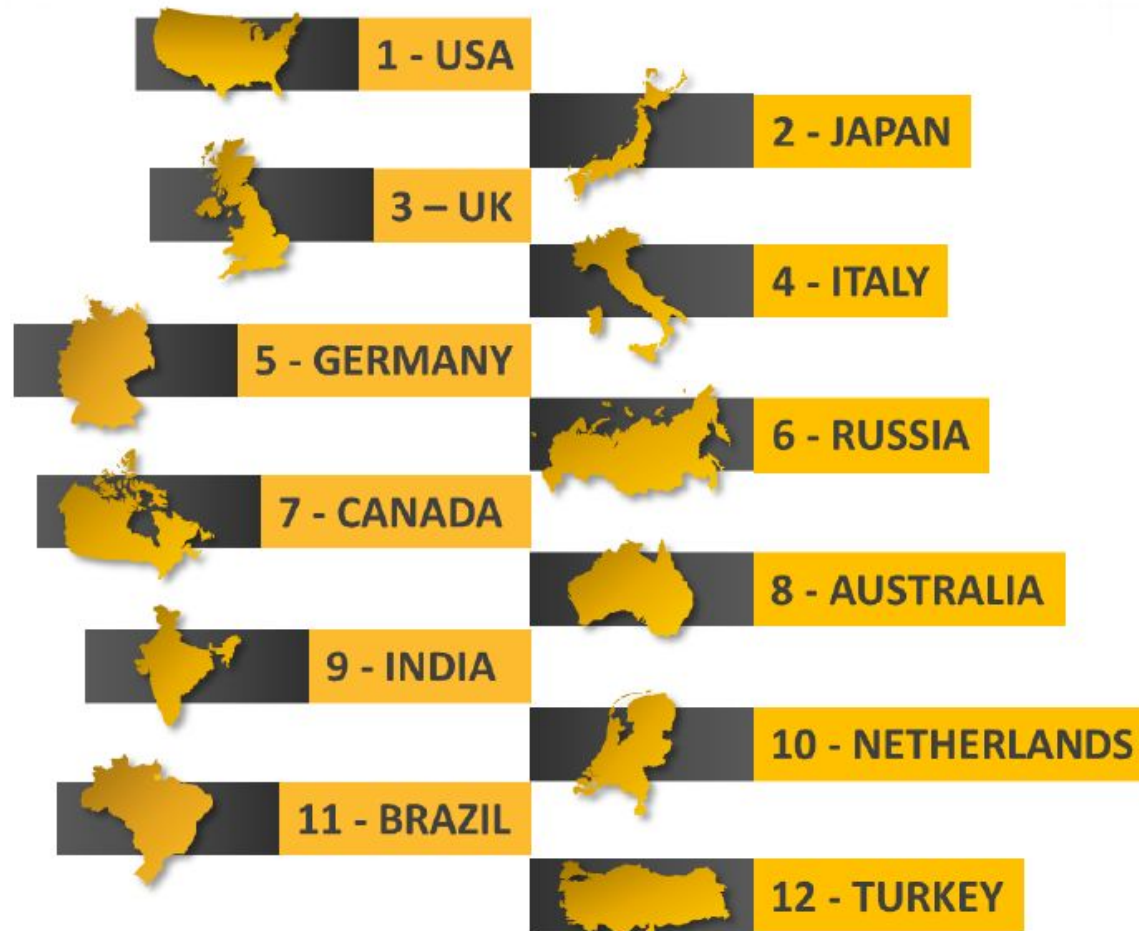 1 - USA
2 - JAPAN
3 – UK
4 - ITALY
5 - GERMANY
6 - RUSSIA
7 - CANADA
8 - AUSTRALIA
9 - INDIA
10 - NETHERLANDS
11 - BRAZIL
12 - TURKEY